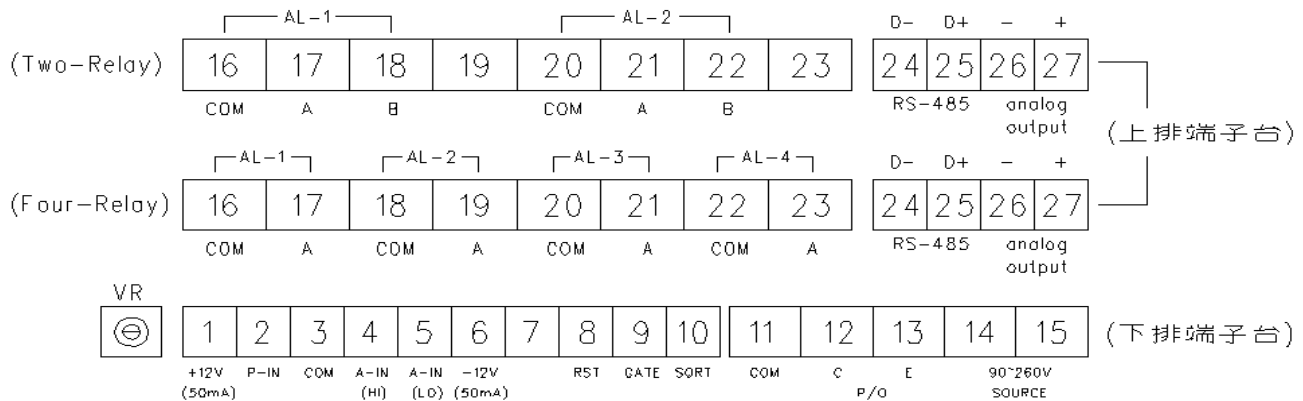 AL-1 AL-2 D- D+ - +
(Two-Relay) 16 17 18 19 20 21 22 23 24 25 26 27
COM A B COM A B RS-485 analog
output
(上排端子台)
AL-1 AL-2 AL-3 AL-4 D- D+ - +
(Four-Relay) 16 17 18 19 20 21 22 23 24 25 26 27
COM A COM A COM A COM A RS-485 analog
output
VR
1 2 3 4 5 6 7 8 9 10 11 12 13 14 15 (下排端子台)
+12V P-IN COM A-IN A-IN -12V RST GATE SQRT COM C E 90~260V
(50mA) (HI) (LO) (50mA) P/O SOURCE